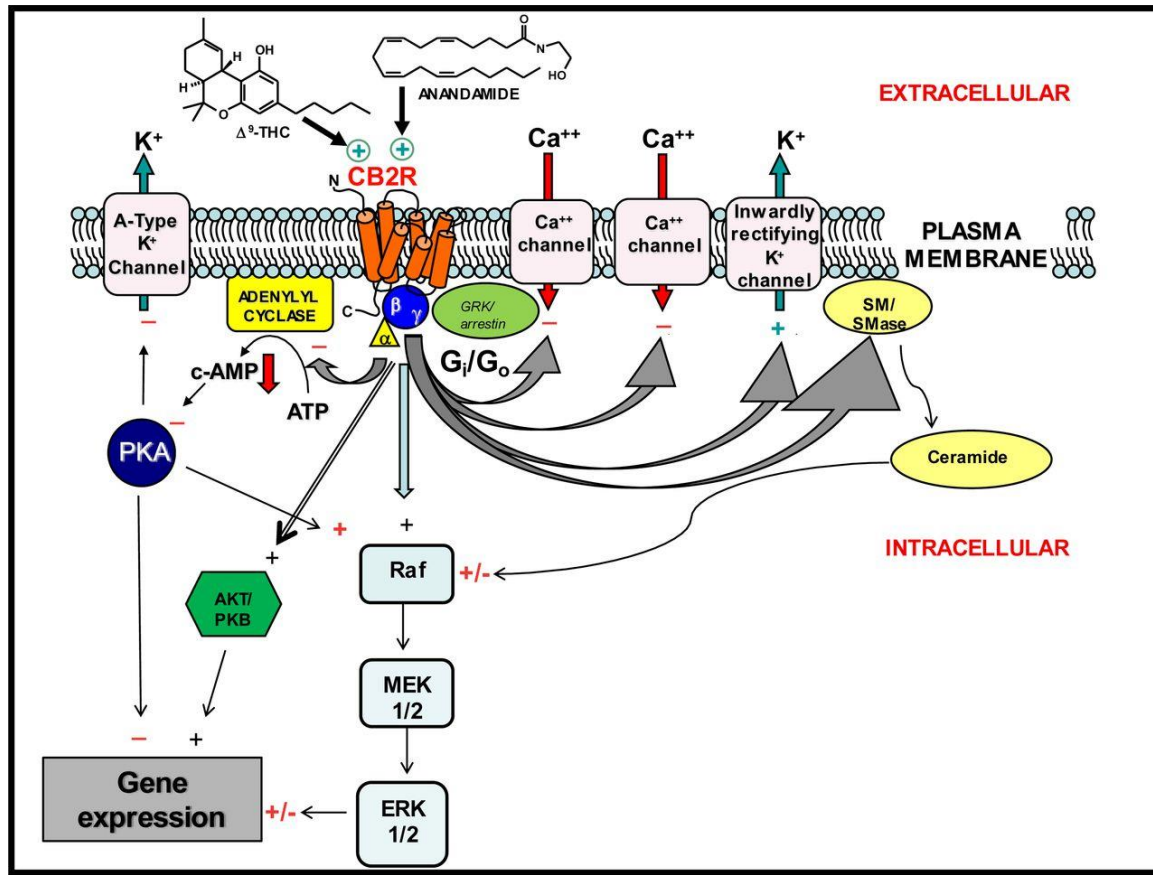 H
OH
H
O
Δ⁹-THC
O
N
H
HO
ANANDAMIDE
EXTRACELLULAR
K⁺
+
+
Ca⁺⁺
Ca⁺⁺
K⁺
CB2R
N
A-Type
K⁺
Channel
Ca⁺⁺
channel
Ca⁺⁺
channel
Inwardly
rectifying
K⁺
channel
PLASMA
MEMBRANE
ADENYLYL
CYCLASE
C
β
γ
α
GRK/
arrestin
SM/
SMase
−
−
−
−
+
Gi/Go
c-AMP
ATP
−
PKA
Ceramide
+
+
+
INTRACELLULAR
Raf
+/-
AKT/
PKB
MEK
1/2
−
+
Gene
expression
+/-
ERK
1/2